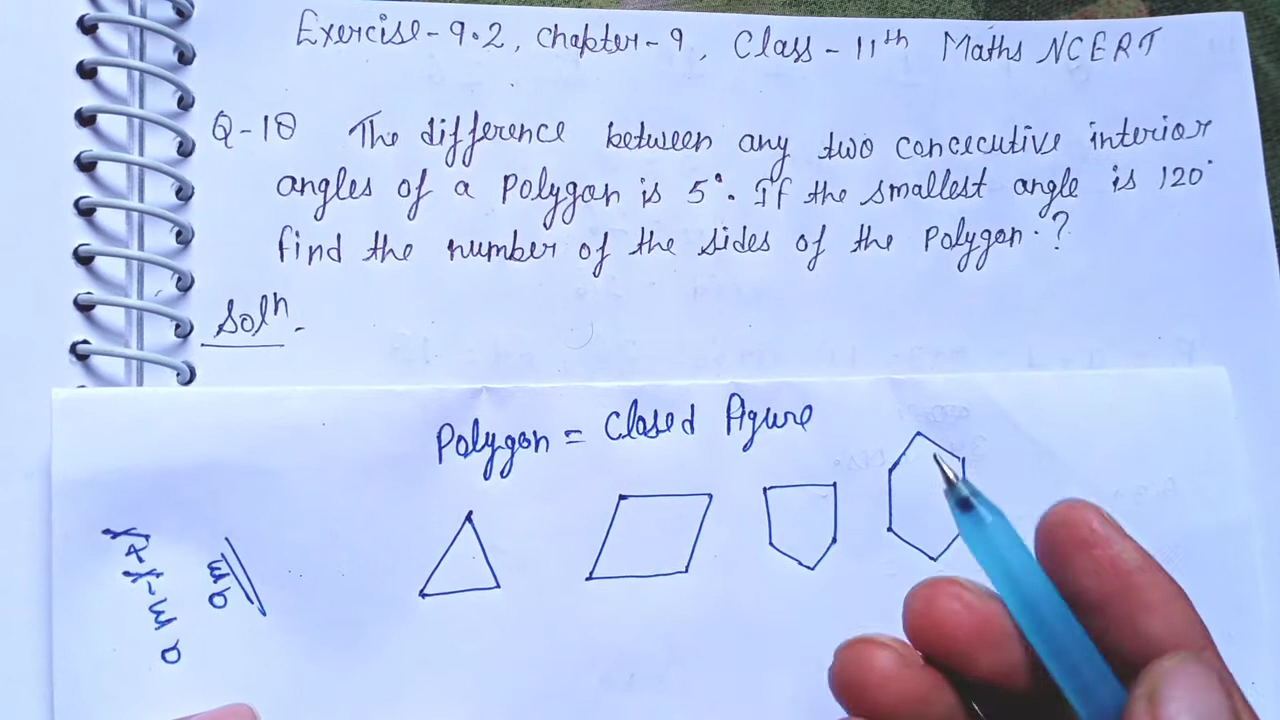 Exercise-9.2, Chapter-9, Class-11th Maths NCERT
Q-18 The difference between any two concecutive interior
angles of a Polygon is 5°. If the smallest angle is 120°
find the number of the sides of the Polygon.?
Solⁿ.
Polygon = Closed Figure